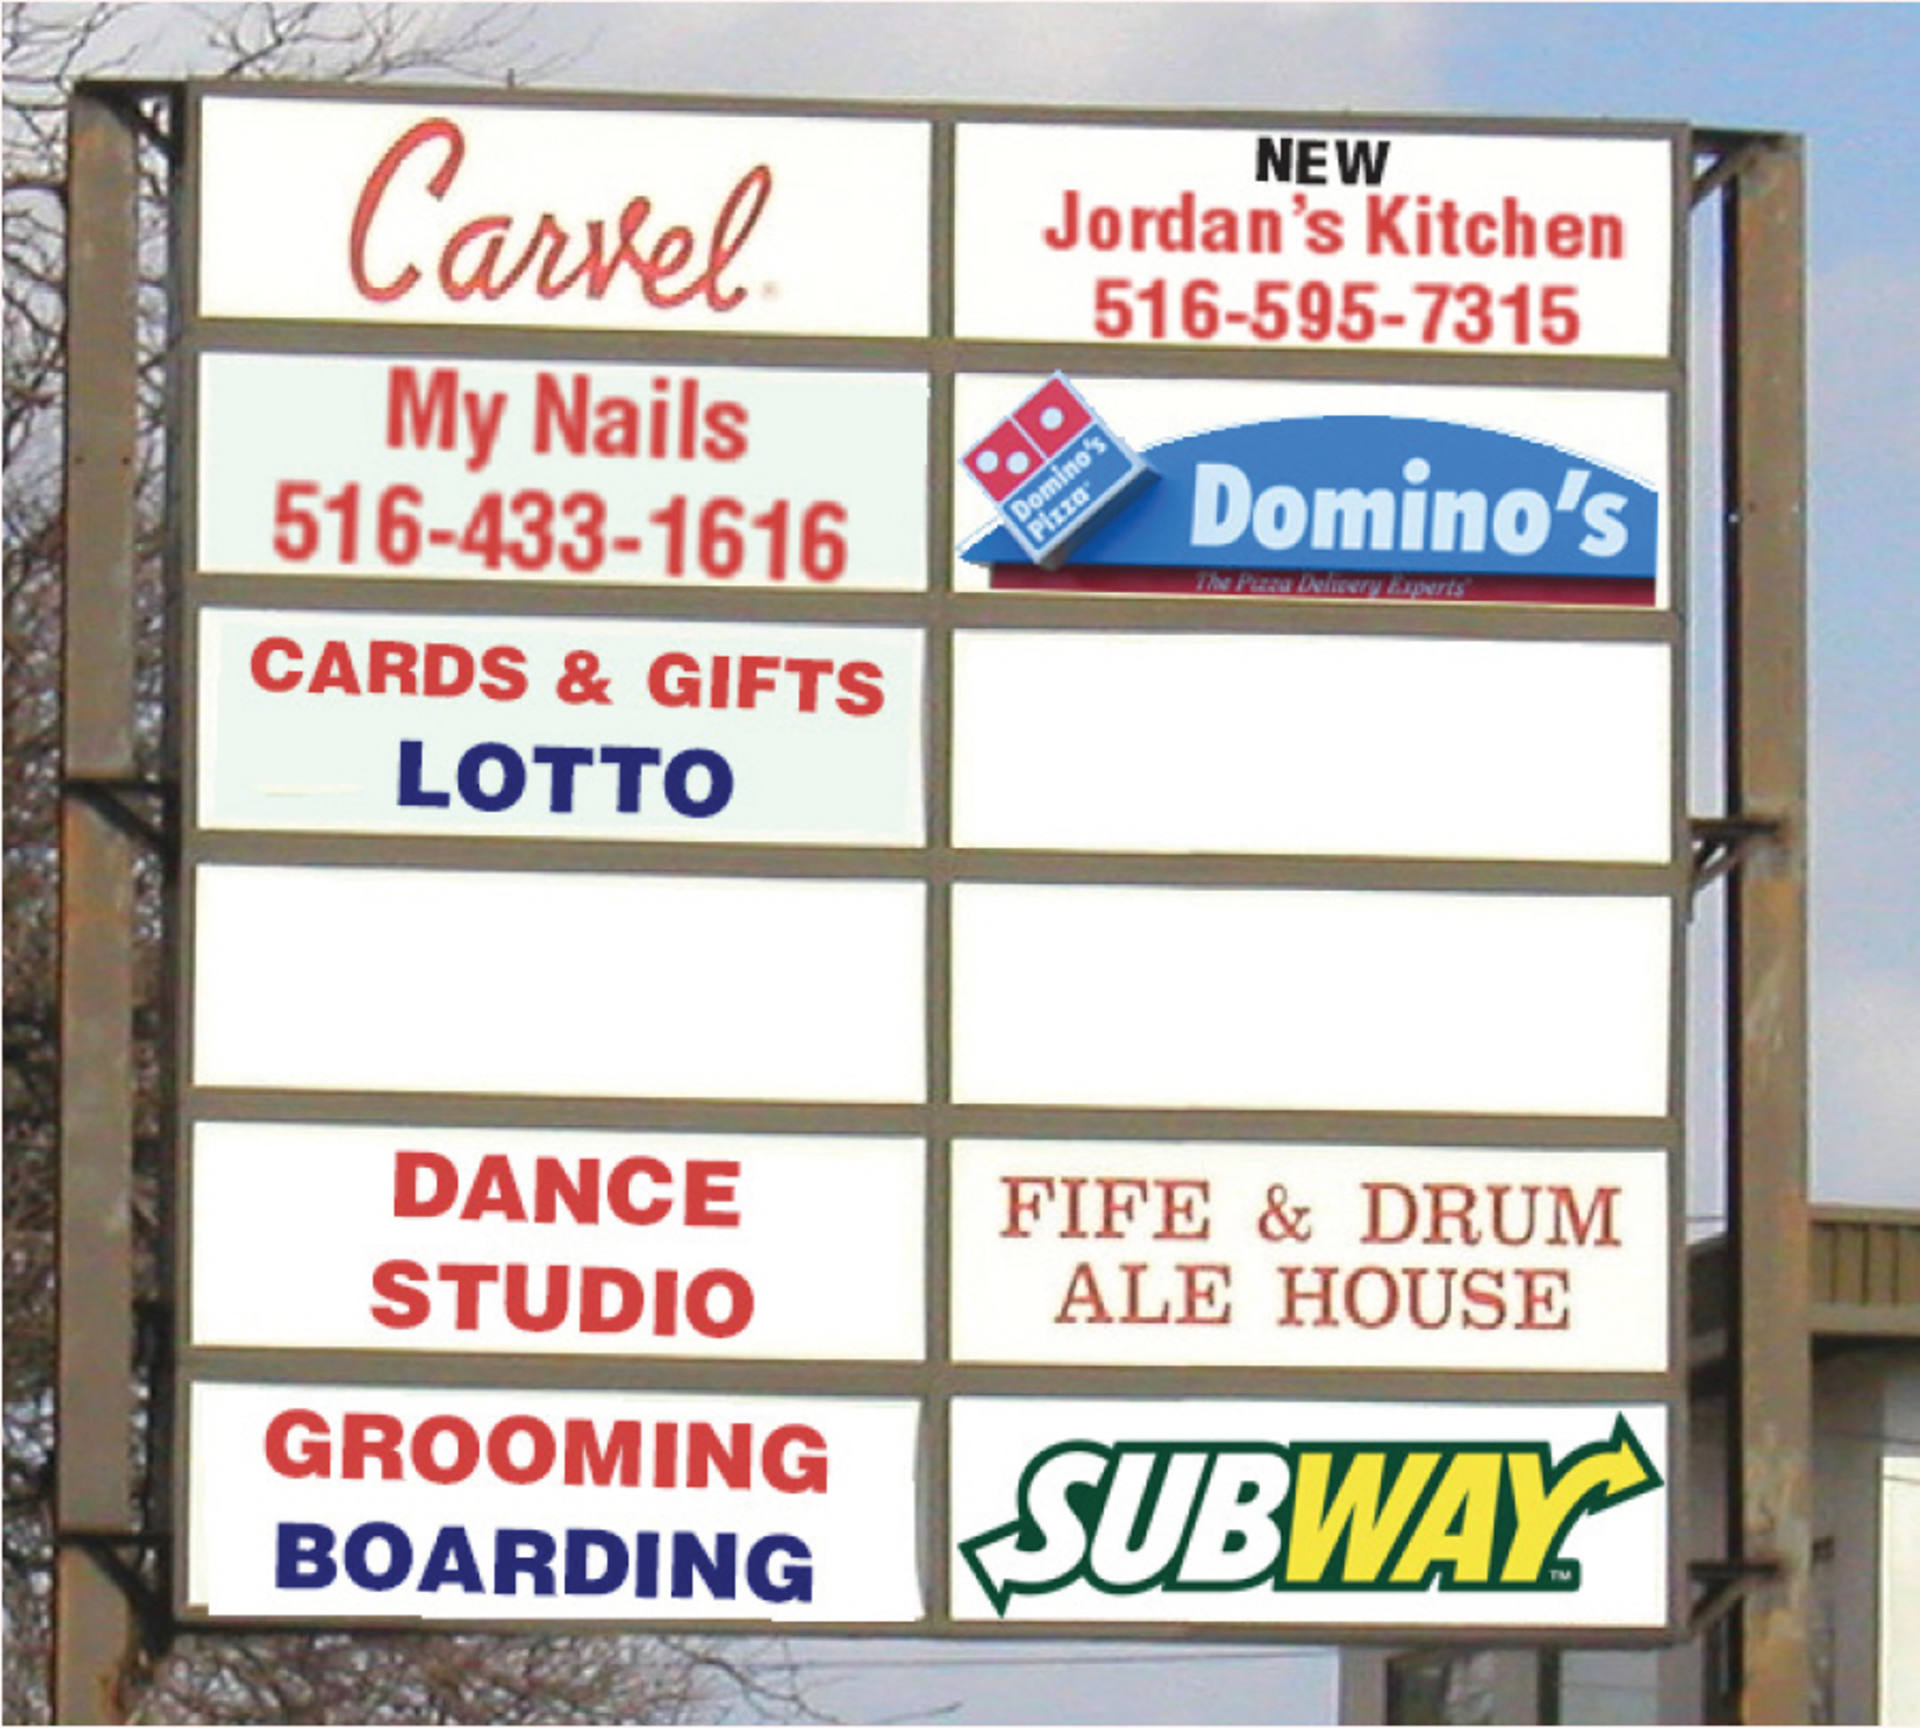 Carvel
NEW
Jordan's Kitchen
516-595-7315
My Nails
516-433-1616
Domino's
Pizza
Domino's
The Pizza Delivery Experts
CARDS & GIFTS
LOTTO
DANCE
STUDIO
FIFE & DRUM
ALE HOUSE
GROOMING
BOARDING
SUBWAY™